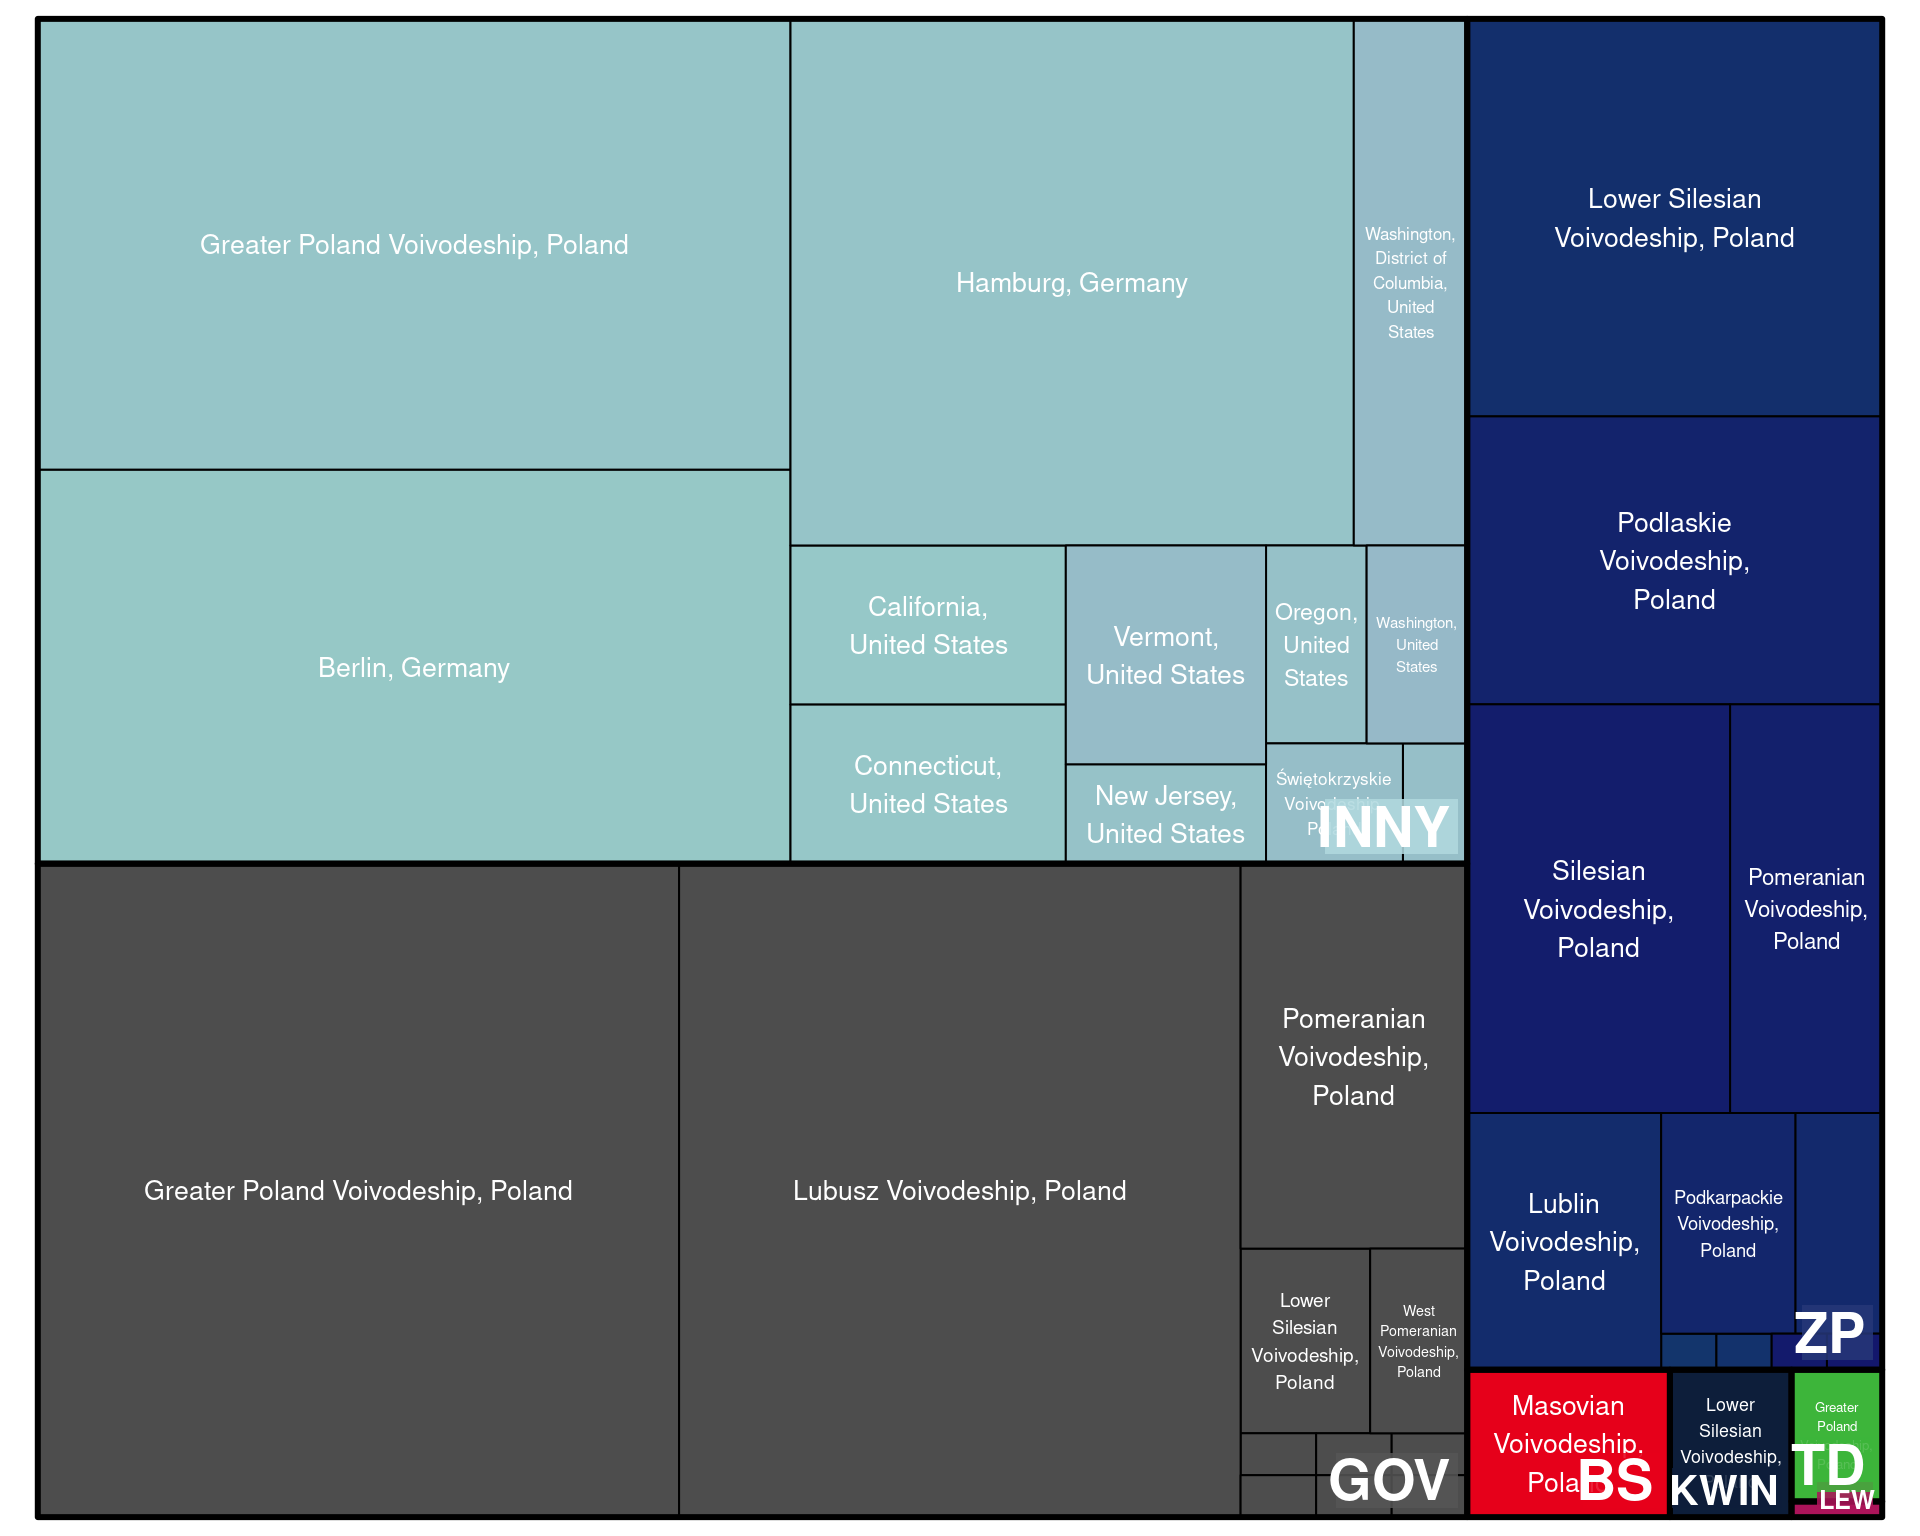 Greater Poland Voivodeship, Poland
Hamburg, Germany
Washington,
District of
Columbia,
United
States
Berlin, Germany
California,
United States
Connecticut,
United States
Vermont,
United States
New Jersey,
United States
Oregon,
United
States
Washington,
United
States
Świętokrzyskie
INNY
Greater Poland Voivodeship, Poland
Lubusz Voivodeship, Poland
Pomeranian
Voivodeship,
Poland
Lower
Silesian
Voivodeship,
Poland
West
Pomeranian
Voivodeship,
Poland
GOV
Lower Silesian
Voivodeship, Poland
Podlaskie
Voivodeship,
Poland
Silesian
Voivodeship,
Poland
Pomeranian
Voivodeship,
Poland
Lublin
Voivodeship,
Poland
Podkarpackie
Voivodeship,
Poland
ZP
Masovian
Voivodeship,
BS
Lower
Silesian
Voivodeship,
KWIN
Greater
Poland
TD
LEW